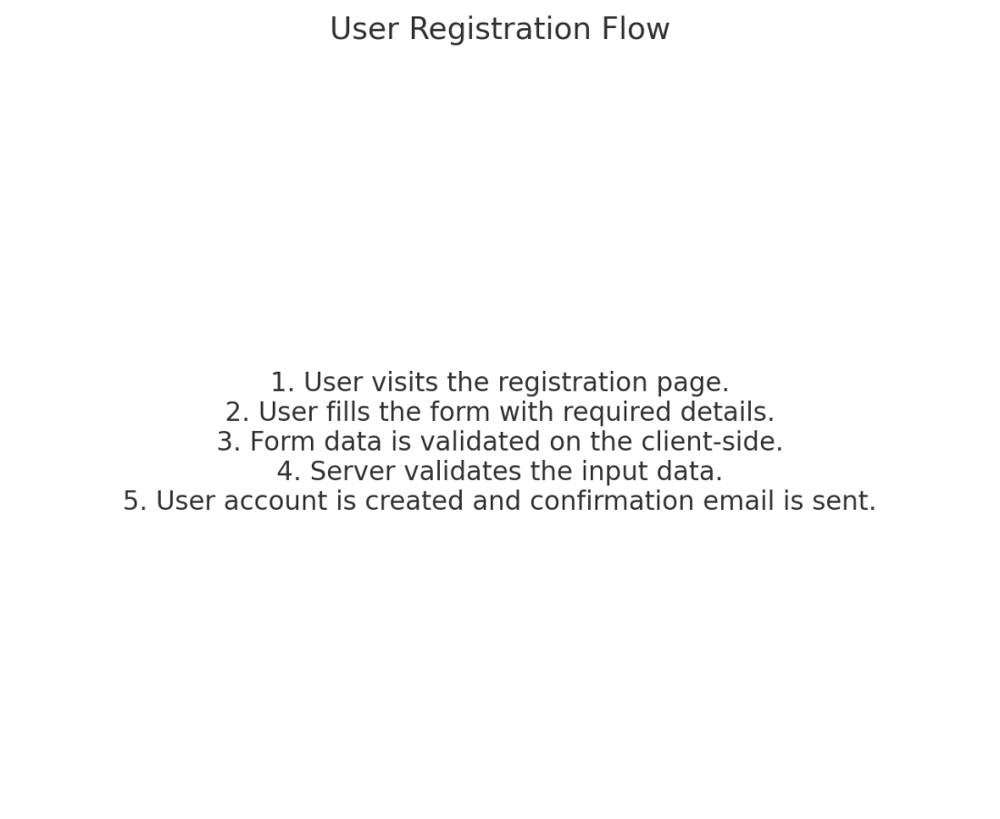 User Registration Flow
1. User visits the registration page.
2. User fills the form with required details.
3. Form data is validated on the client-side.
4. Server validates the input data.
5. User account is created and confirmation email is sent.